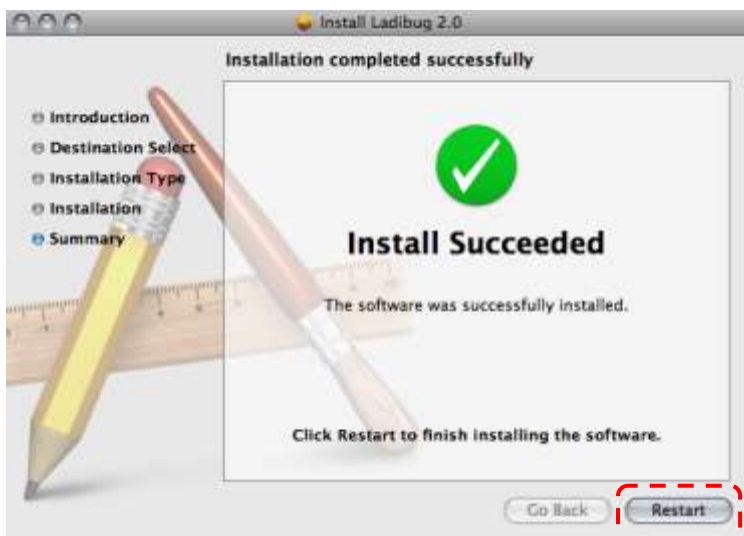 Install Ladibug 2.0
Installation completed successfully
Introduction
Destination Select
Installation Type
Installation
Summary
Install Succeeded
The software was successfully installed.
Click Restart to finish installing the software.
Go Back
Restart